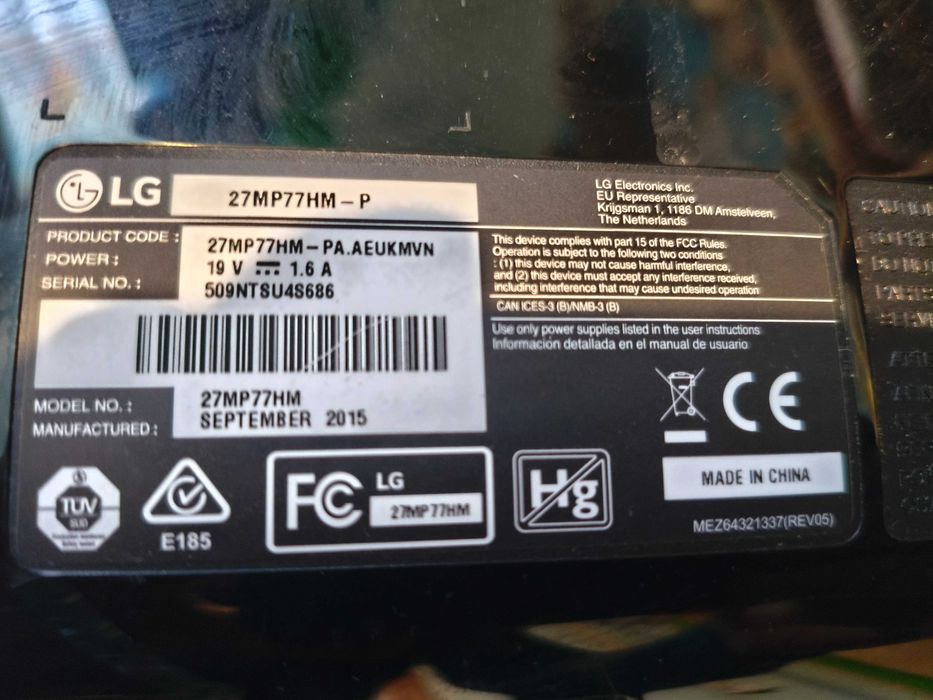 LG
27MP77HM-P
LG Electronics Inc.
EU Representative
Krijgsman 1, 1186 DM Amstelveen,
The Netherlands
PRODUCT CODE : 27MP77HM-PA.AEUKMVN
POWER : 19 V 1.6 A
SERIAL NO. : 509NTSU4S686
This device complies with part 15 of the FCC Rules.
Operation is subject to the following two conditions
: (1) this device may not cause harmful interference,
and (2) this device must accept any interference received,
including interference that may cause undesired operation
CAN ICES-3 (B)/NMB-3 (B)
Use only power supplies listed in the user instructions
Información detallada en el manual de usuario
MODEL NO. : 27MP77HM
MANUFACTURED : SEPTEMBER 2015
CE
TUV
SUD
E185
FC LG
27MP77HM
Hg
MADE IN CHINA
MEZ64321337(REV05)